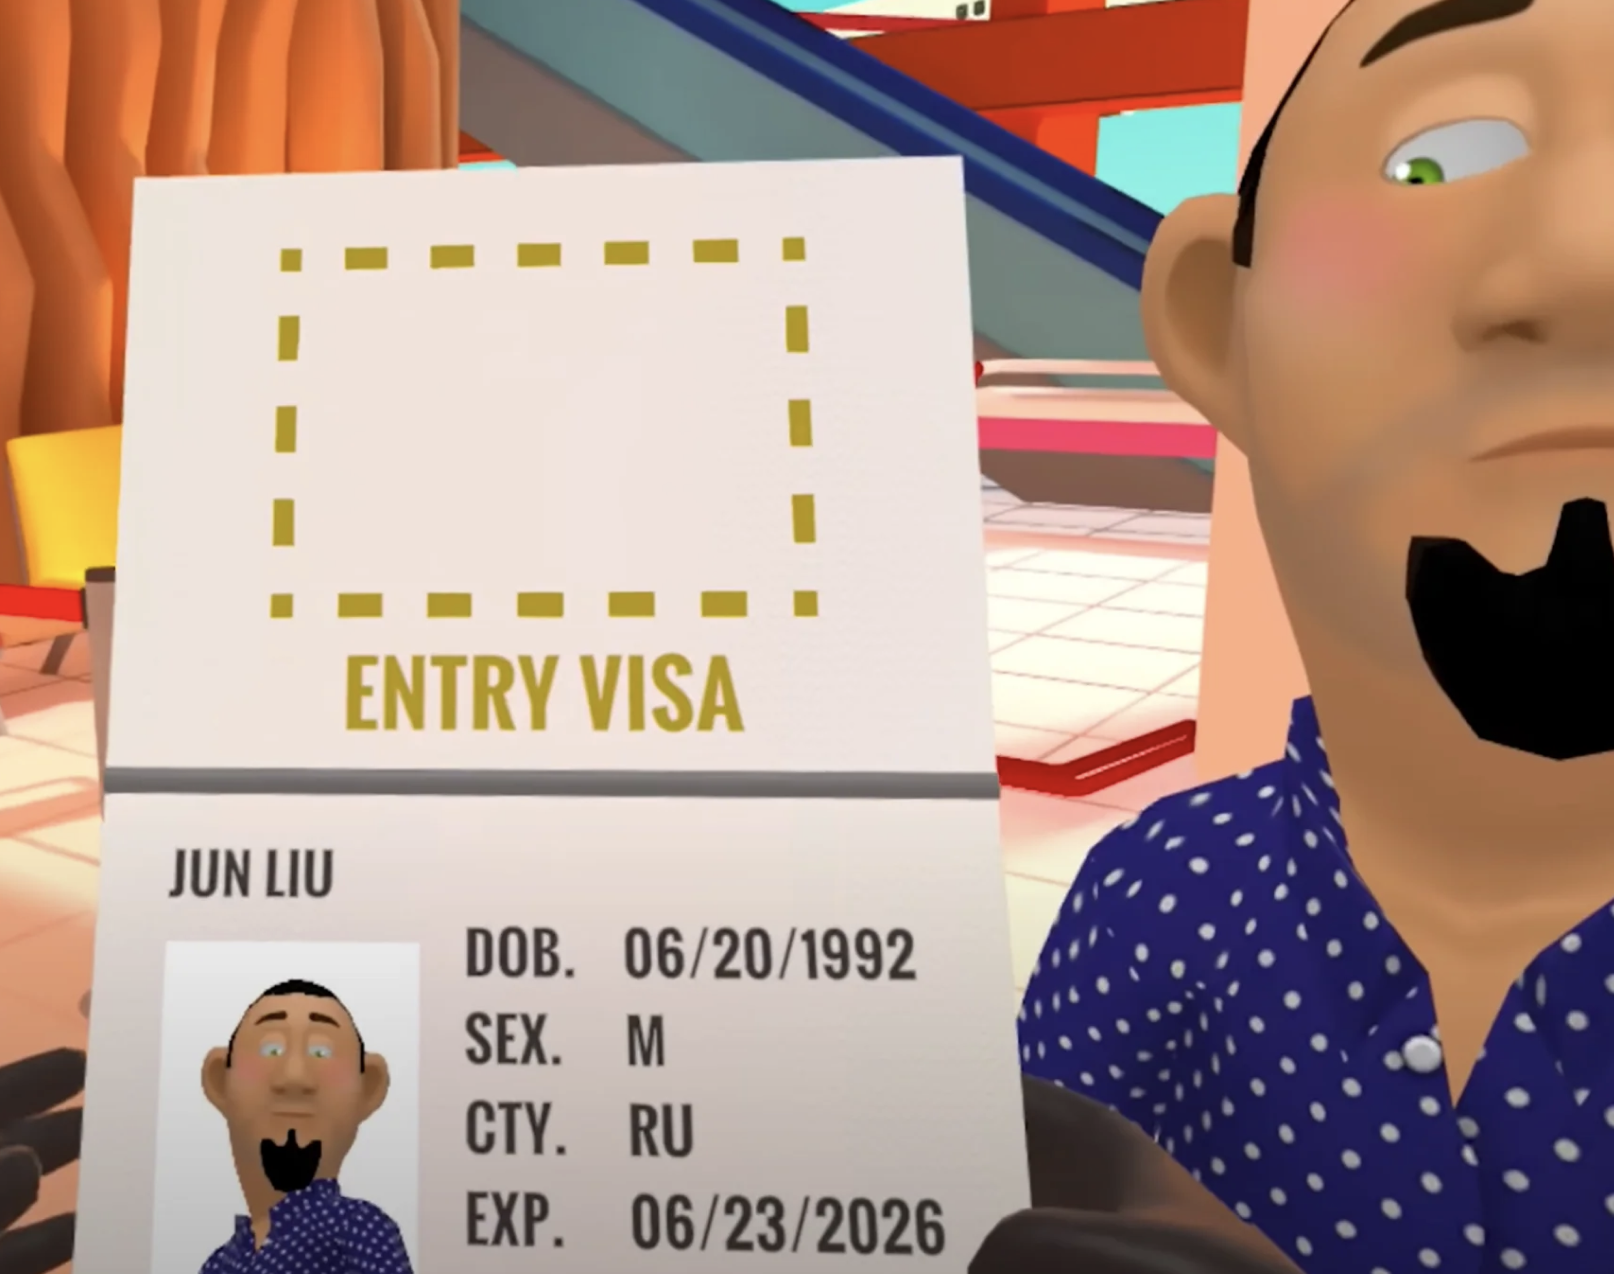 ENTRY VISA
JUN LIU
DOB. 06/20/1992
SEX. M
CTY. RU
EXP. 06/23/2026